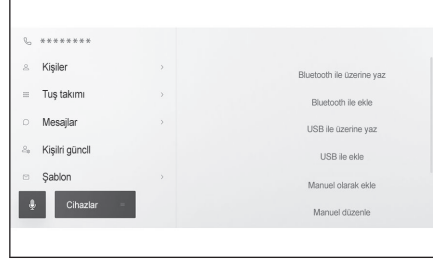 ********
Kişiler
Tuş takımı
Mesajlar
Kişilri güncll
Şablon
Cihazlar
Bluetooth ile üzerine yaz
Bluetooth ile ekle
USB ile üzerine yaz
USB ile ekle
Manuel olarak ekle
Manuel düzenle